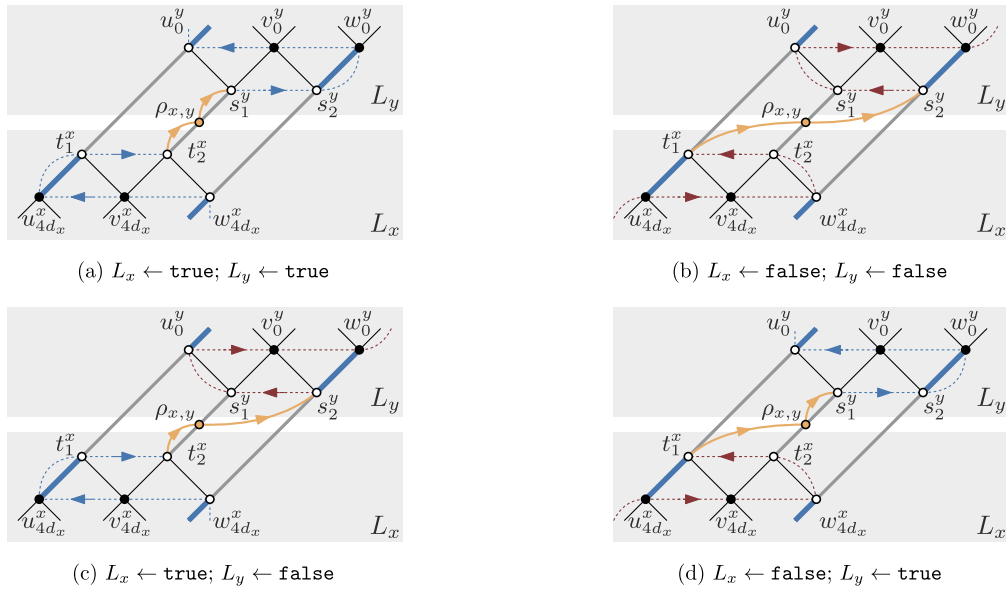 $u_0^y$ $v_0^y$ $w_0^y$ $u_0^y$ $v_0^y$ $w_0^y$
$L_y$ $L_y$
$\rho_{x,y}$ $s_1^y$ $s_2^y$ $\rho_{x,y}$ $s_1^y$ $s_2^y$
$t_1^x$ $t_2^x$ $t_1^x$ $t_2^x$
$u_{4d_x}^x$ $v_{4d_x}^x$ $w_{4d_x}^x$ $L_x$ $u_{4d_x}^x$ $v_{4d_x}^x$ $w_{4d_x}^x$ $L_x$
(a) $L_x$ ← true; $L_y$ ← true
(b) $L_x$ ← false; $L_y$ ← false
$u_0^y$ $v_0^y$ $w_0^y$ $u_0^y$ $v_0^y$ $w_0^y$
$L_y$ $L_y$
$\rho_{x,y}$ $s_1^y$ $s_2^y$ $\rho_{x,y}$ $s_1^y$ $s_2^y$
$t_1^x$ $t_2^x$ $t_1^x$ $t_2^x$
$u_{4d_x}^x$ $v_{4d_x}^x$ $w_{4d_x}^x$ $L_x$ $u_{4d_x}^x$ $v_{4d_x}^x$ $w_{4d_x}^x$ $L_x$
(c) $L_x$ ← true; $L_y$ ← false
(d) $L_x$ ← false; $L_y$ ← true